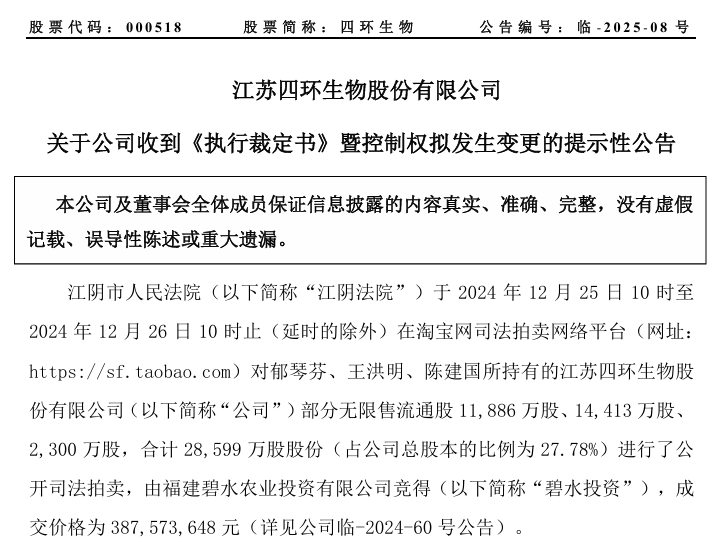 股票代码：000518 股票简称：四环生物 公告编号：临-2025-08 号
江苏四环生物股份有限公司
关于公司收到《执行裁定书》暨控制权拟发生变更的提示性公告
本公司及董事会全体成员保证信息披露的内容真实、准确、完整，没有虚假
记载、误导性陈述或重大遗漏。
江阴市人民法院（以下简称“江阴法院”）于 2024 年 12 月 25 日 10 时至
2024 年 12 月 26 日 10 时止（延时的除外）在淘宝网司法拍卖网络平台（网址：
https://sf.taobao.com）对郁琴芬、王洪明、陈建国所持有的江苏四环生物股
份有限公司（以下简称“公司”）部分无限售流通股 11,886 万股、14,413 万股、
2,300 万股，合计 28,599 万股股份（占公司总股本的比例为 27.78%）进行了公
开司法拍卖，由福建碧水农业投资有限公司竞得（以下简称“碧水投资”），成
交价格为 387,573,648 元（详见公司临-2024-60 号公告）。